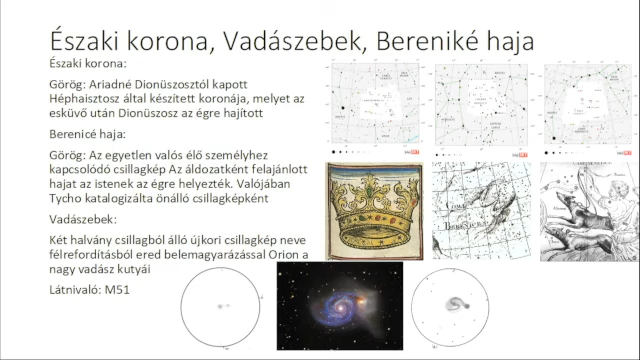 Északi korona, Vadászebek, Bereniké haja
Északi korona:
Görög: Ariadné Dionüszosztól kapott
Héphaisztosz által készített koronája, melyet az
esküvő után Dionüszosz az égre hajított
Berenicé haja:
Görög: Az egyetlen valós élő személyhez
kapcsolódó csillagkép Az áldozatként felajánlott
hajat az istenek az égre helyezték. Valójában
Tycho katalogizálta önálló csillagképként
Vadászebek:
Két halvány csillagból álló újkori csillagkép neve
félrefordításból ered belemagyarázással Orion a
nagy vadász kutyái
Látnivaló: M51